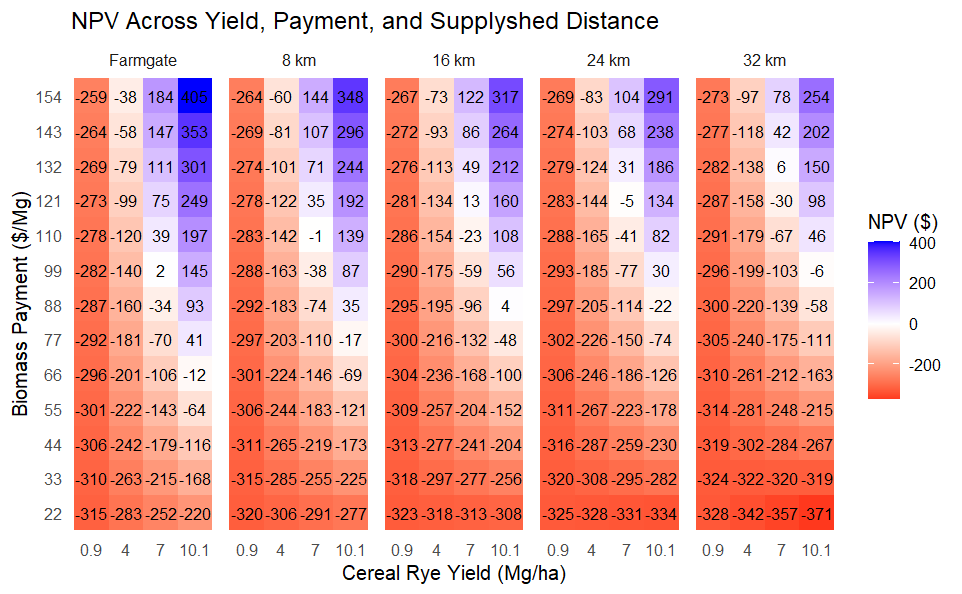 NPV Across Yield, Payment, and Supplyshed Distance
Farmgate 8 km 16 km 24 km 32 km
154 -259 -38 184 405 -264 -60 144 348 -267 -73 122 317 -269 -83 104 291 -273 -97 78 254
143 -264 -58 147 353 -269 -81 107 296 -272 -93 86 264 -274 -103 68 238 -277 -118 42 202
132 -269 -79 111 301 -274 -101 71 244 -276 -113 49 212 -279 -124 31 186 -282 -138 6 150
121 -273 -99 75 249 -278 -122 35 192 -281 -134 13 160 -283 -144 -5 134 -287 -158 -30 98
110 -278 -120 39 197 -283 -142 -1 139 -286 -154 -23 108 -288 -165 -41 82 -291 -179 -67 46
99 -282 -140 2 145 -288 -163 -38 87 -290 -175 -59 56 -293 -185 -77 30 -296 -199 -103 -6
88 -287 -160 -34 93 -292 -183 -74 35 -295 -195 -96 4 -297 -205 -114 -22 -300 -220 -139 -58
77 -292 -181 -70 41 -297 -203 -110 -17 -300 -216 -132 -48 -302 -226 -150 -74 -305 -240 -175 -111
66 -296 -201 -106 -12 -301 -224 -146 -69 -304 -236 -168 -100 -306 -246 -186 -126 -310 -261 -212 -163
55 -301 -222 -143 -64 -306 -244 -183 -121 -309 -257 -204 -152 -311 -267 -223 -178 -314 -281 -248 -215
44 -306 -242 -179 -116 -311 -265 -219 -173 -313 -277 -241 -204 -316 -287 -259 -230 -319 -302 -284 -267
33 -310 -263 -215 -168 -315 -285 -255 -225 -318 -297 -277 -256 -320 -308 -295 -282 -324 -322 -320 -319
22 -315 -283 -252 -220 -320 -306 -291 -277 -323 -318 -313 -308 -325 -328 -331 -334 -328 -342 -357 -371
0.9 4 7 10.1 0.9 4 7 10.1 0.9 4 7 10.1 0.9 4 7 10.1 0.9 4 7 10.1
Cereal Rye Yield (Mg/ha)
Biomass Payment ($/Mg)
NPV ($)
400
200
0
-200